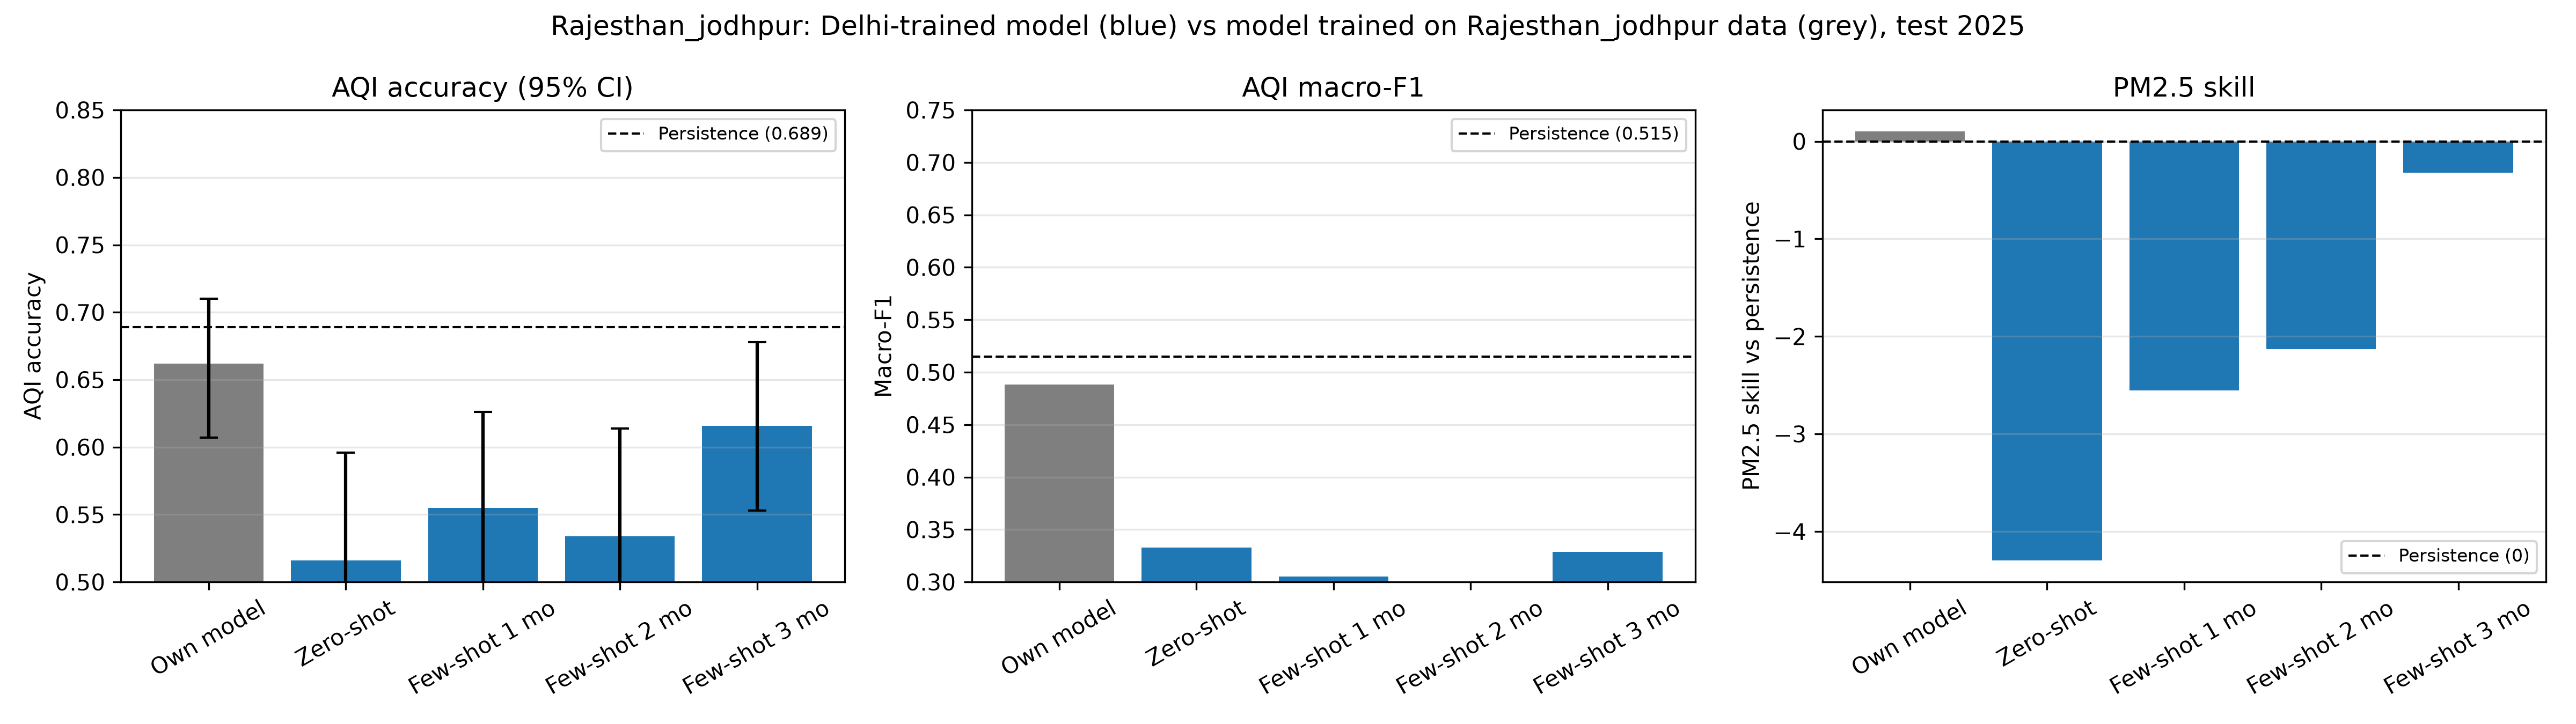 Rajesthan_jodhpur: Delhi-trained model (blue) vs model trained on Rajesthan_jodhpur data (grey), test 2025
AQI accuracy (95% CI)
AQI accuracy
0.85
0.80
0.75
0.70
0.65
0.60
0.55
0.50
Persistence (0.689)
Own model
Zero-shot
Few-shot 1 mo
Few-shot 2 mo
Few-shot 3 mo
AQI macro-F1
Macro-F1
0.75
0.70
0.65
0.60
0.55
0.50
0.45
0.40
0.35
0.30
Persistence (0.515)
Own model
Zero-shot
Few-shot 1 mo
Few-shot 2 mo
Few-shot 3 mo
PM2.5 skill
PM2.5 skill vs persistence
0
−1
−2
−3
−4
Persistence (0)
Own model
Zero-shot
Few-shot 1 mo
Few-shot 2 mo
Few-shot 3 mo